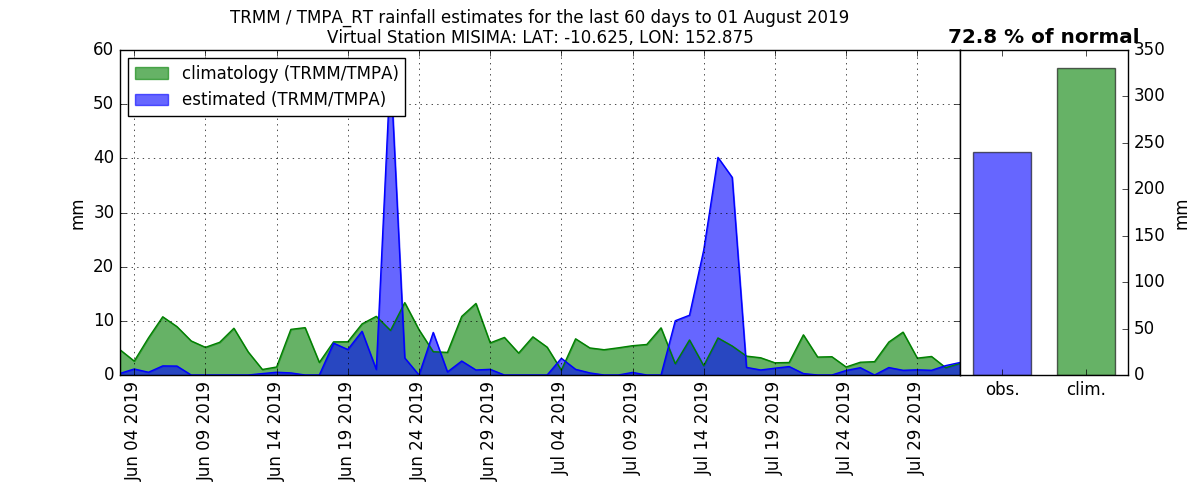 TRMM / TMPA_RT rainfall estimates for the last 60 days to 01 August 2019
Virtual Station MISIMA: LAT: -10.625, LON: 152.875
72.8 % of normal
climatology (TRMM/TMPA)
estimated (TRMM/TMPA)
60
50
40
30
20
10
0
mm
Jun 04 2019
Jun 09 2019
Jun 14 2019
Jun 19 2019
Jun 24 2019
Jun 29 2019
Jul 04 2019
Jul 09 2019
Jul 14 2019
Jul 19 2019
Jul 24 2019
Jul 29 2019
obs.
clim.
350
300
250
200
150
100
50
0
mm